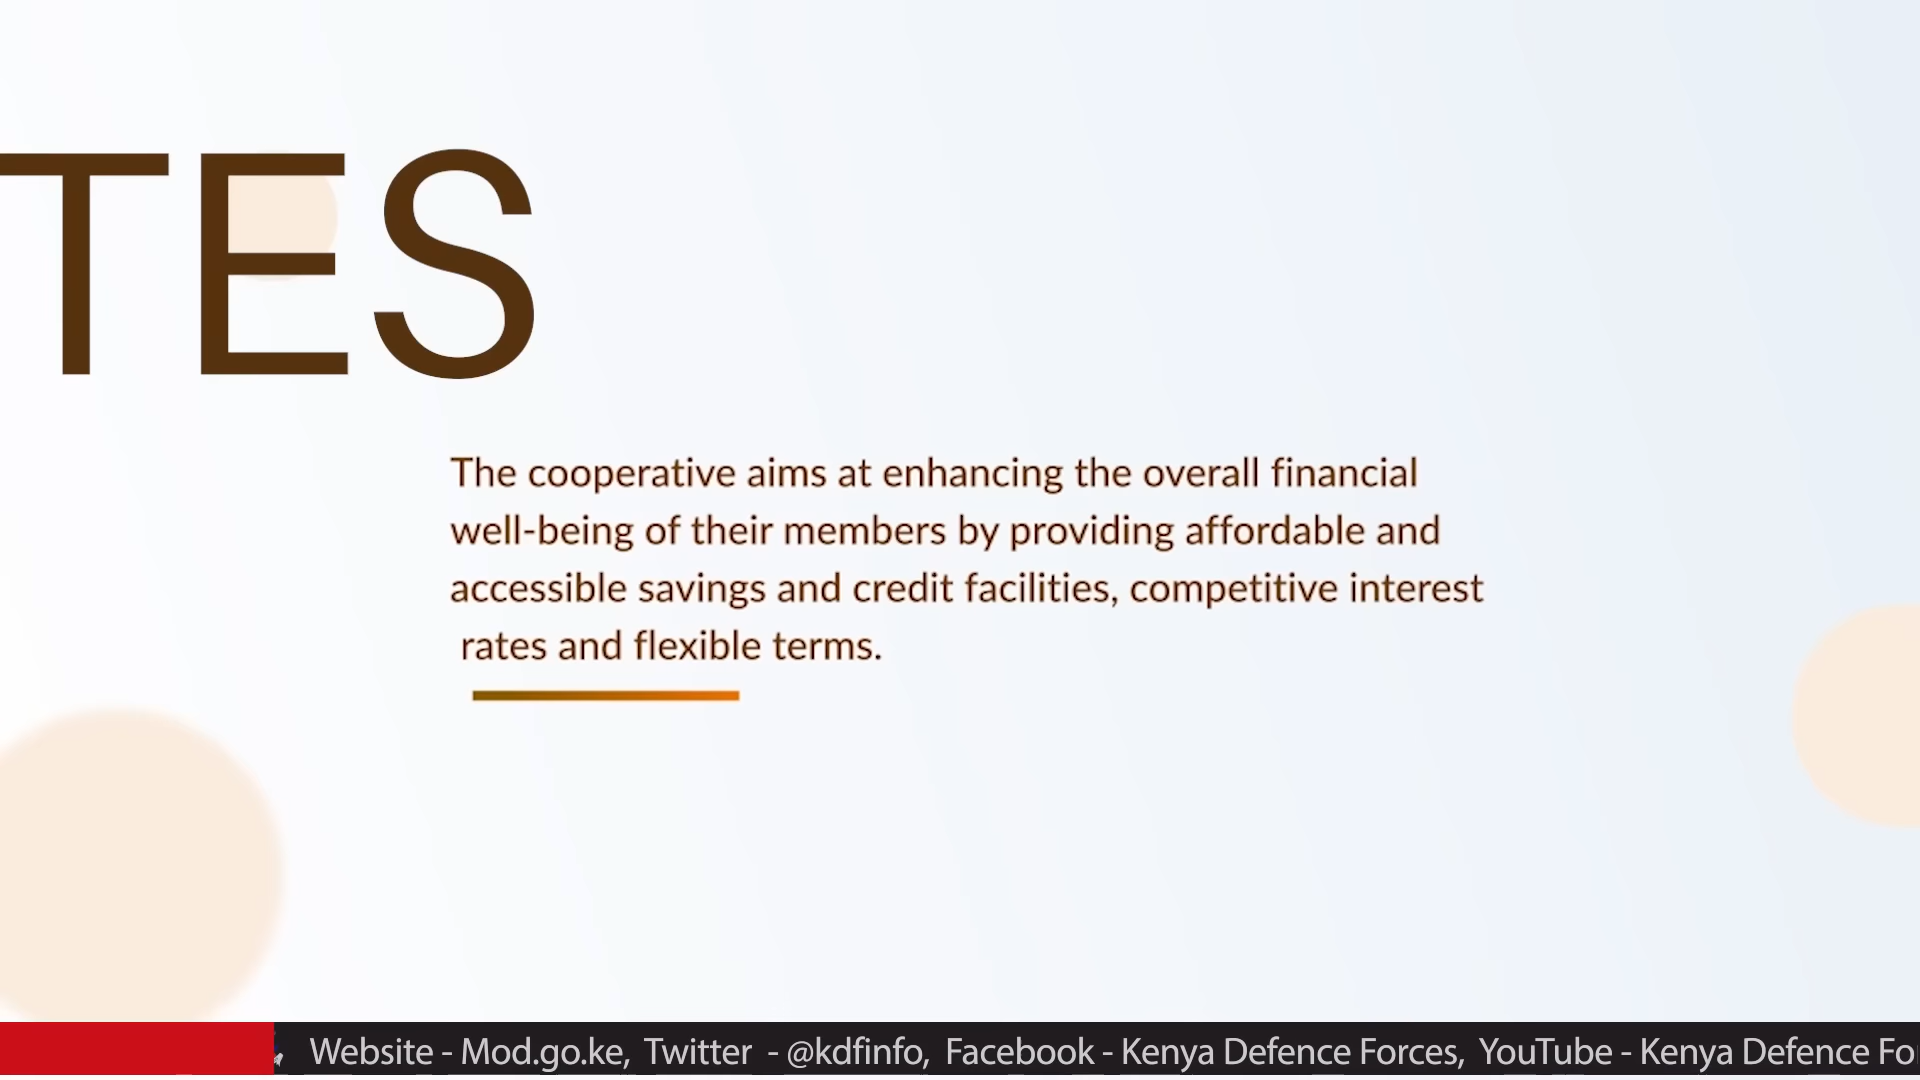 TES
The cooperative aims at enhancing the overall financial
well-being of their members by providing affordable and
accessible savings and credit facilities, competitive interest
rates and flexible terms.
Website - Mod.go.ke, Twitter - @kdfinfo, Facebook - Kenya Defence Forces, YouTube - Kenya Defence Fo